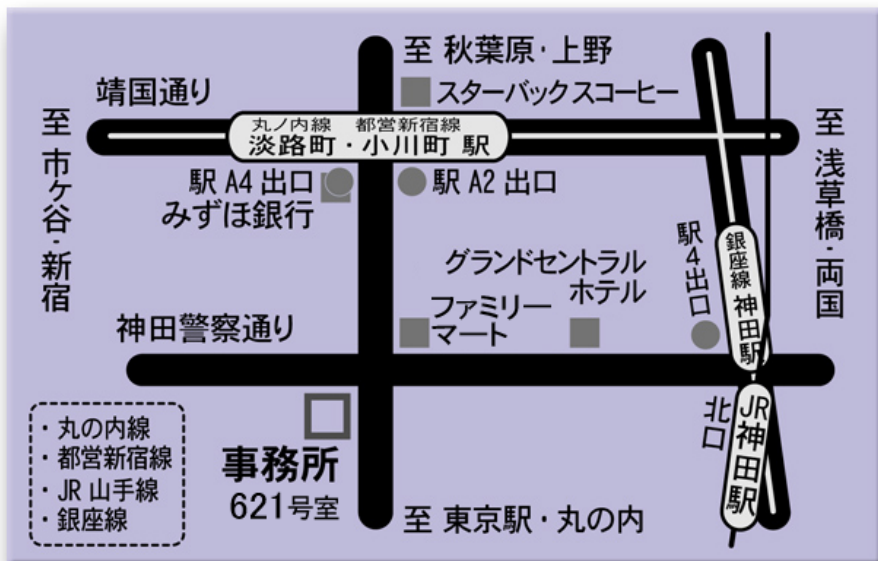 至 秋葉原・上野
スターバックスコーヒー
靖国通り
丸ノ内線 都営新宿線
淡路町・小川町 駅
至 市ケ谷・新宿
至 浅草橋・両国
駅 A4 出口
みずほ銀行
駅 A2 出口
グランドセントラル
ホテル
駅4出口
銀座線 神田駅
ファミリー
マート
神田警察通り
北口
JR神田駅
事務所
621号室
至 東京駅・丸の内
・丸の内線
・都営新宿線
・JR 山手線
・銀座線